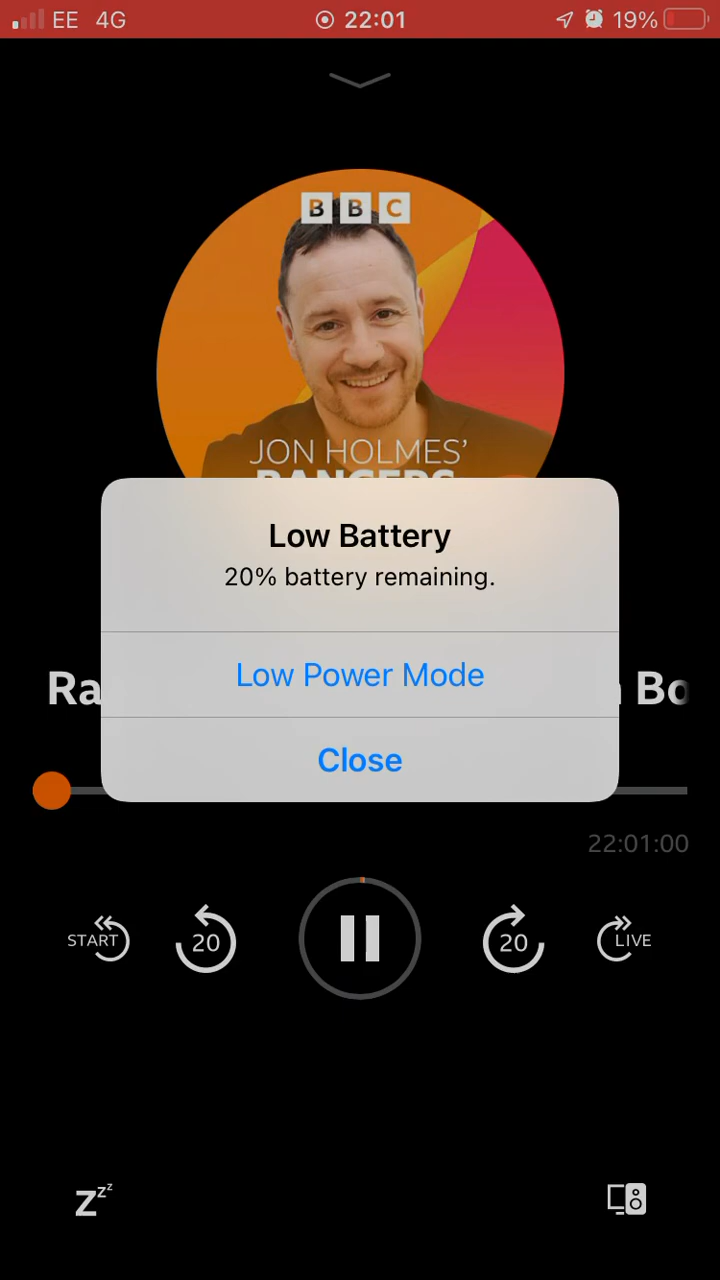 EE 4G 22:01 19%
BBC
JON HOLMES'
Low Battery
20% battery remaining.
Low Power Mode
Close
22:01:00
START 20 20 LIVE
Zzz